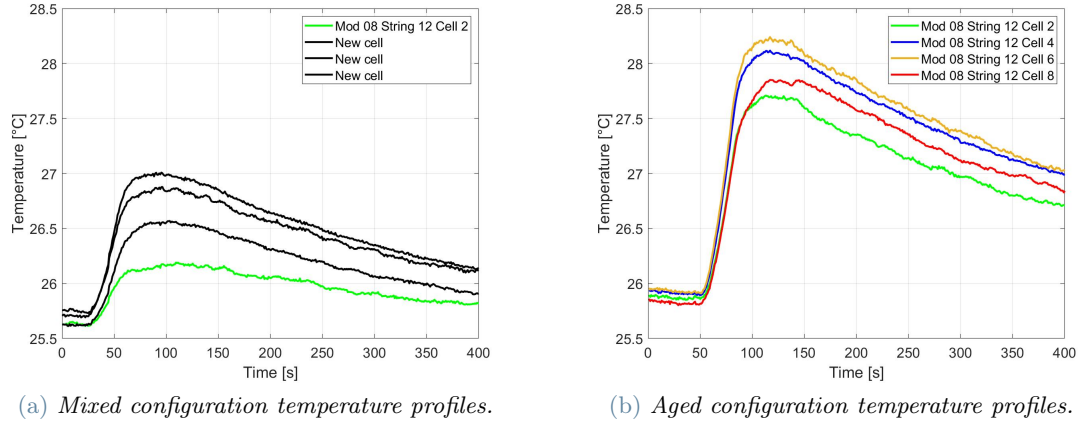 28.5
28
27.5
27
26.5
26
25.5
Temperature [°C]
0 50 100 150 200 250 300 350 400
Time [s]
Mod 08 String 12 Cell 2
New cell
New cell
New cell
(a) Mixed configuration temperature profiles.
28.5
28
27.5
27
26.5
26
25.5
Temperature [°C]
0 50 100 150 200 250 300 350 400
Time [s]
Mod 08 String 12 Cell 2
Mod 08 String 12 Cell 4
Mod 08 String 12 Cell 6
Mod 08 String 12 Cell 8
(b) Aged configuration temperature profiles.